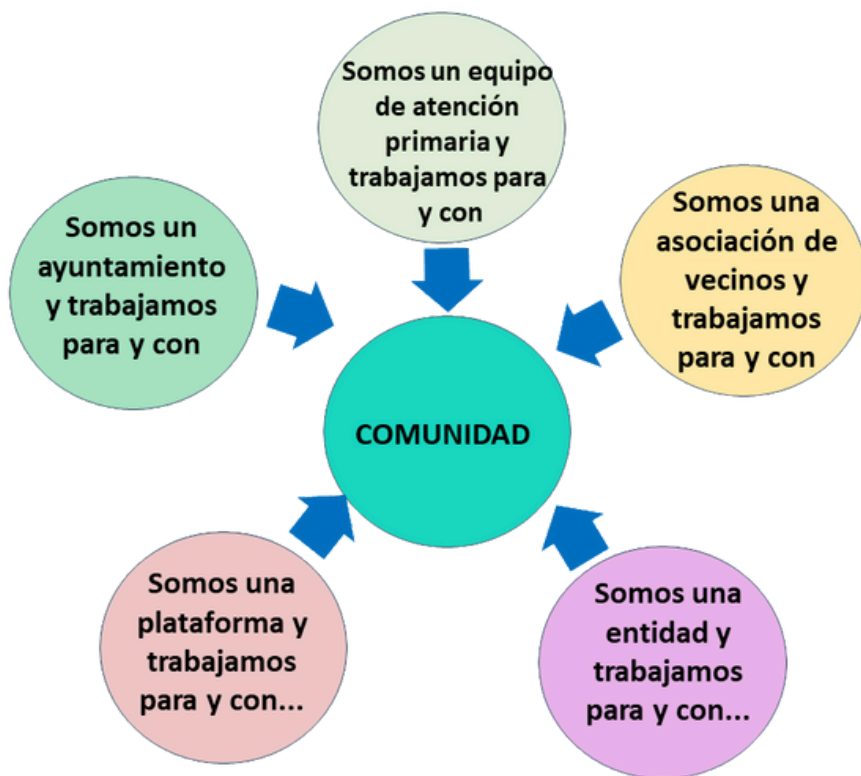 Somos un equipo
de atención
primaria y
trabajamos para
y con
Somos un
ayuntamiento
y trabajamos
para y con
Somos una
asociación de
vecinos y
trabajamos
para y con
COMUNIDAD
Somos una
plataforma y
trabajamos
para y con...
Somos una
entidad y
trabajamos
para y con...